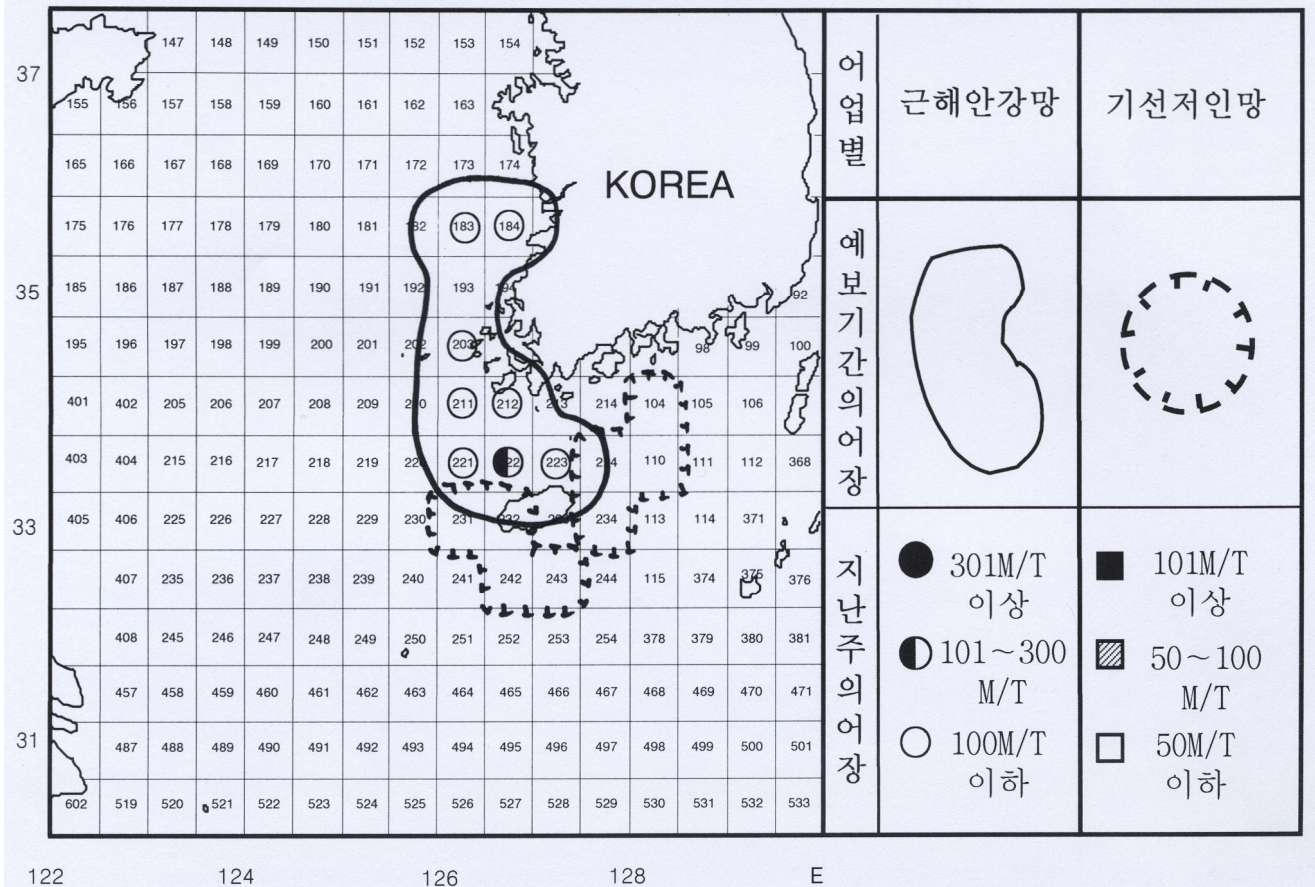 147 148 149 150 151 152 153 154
37
155 156 157 158 159 160 161 162 163
165 166 167 168 169 170 171 172 173 174
KOREA
175 176 177 178 179 180 181 182 183 184
35
185 186 187 188 189 190 191 192 193 194 92
195 196 197 198 199 200 201 202 203 98 99 100
401 402 205 206 207 208 209 210 211 212 213 214 104 105 106
403 404 215 216 217 218 219 220 221 222 223 224 110 111 112 368
33
405 406 225 226 227 228 229 230 231 232 233 234 113 114 371
407 235 236 237 238 239 240 241 242 243 244 115 374 375 376
408 245 246 247 248 249 250 251 252 253 254 378 379 380 381
457 458 459 460 461 462 463 464 465 466 467 468 469 470 471
31
487 488 489 490 491 492 493 494 495 496 497 498 499 500 501
602 519 520 521 522 523 524 525 526 527 528 529 530 531 532 533
122 124 126 128 E
어업별
근해안강망
기선저인망
예보기간의어장
지난주의어장
301M/T
이상
101~300
M/T
100M/T
이하
101M/T
이상
50~100
M/T
50M/T
이하